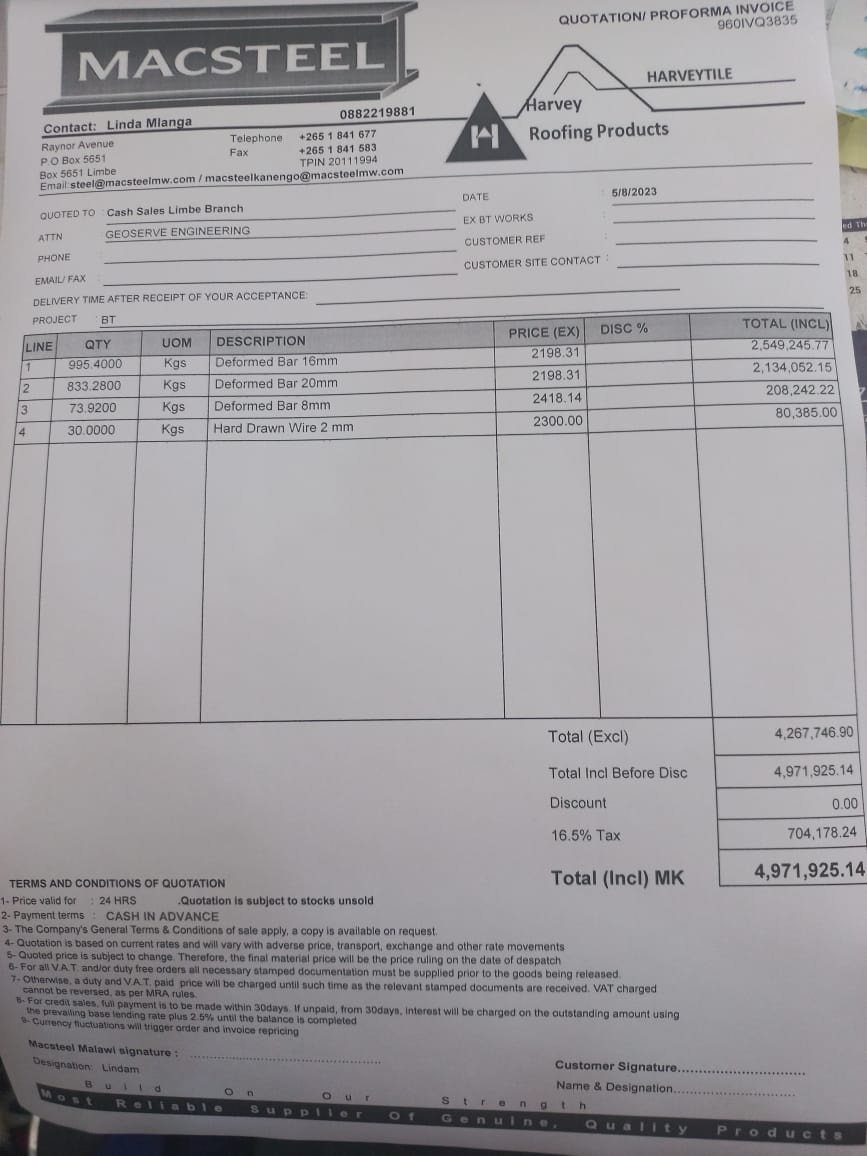 QUOTATION/ PROFORMA INVOICE
960IVQ3835
MACSTEEL
HARVEYTILE
Harvey
Roofing Products
Contact: Linda Mlanga 0882219881
Raynor Avenue Telephone +265 1 841 677
P.O Box 5651 Fax +265 1 841 583
Box 5651 Limbe TPIN 20111994
Email: steel@macsteelmw.com / macsteelkanengo@macsteelmw.com
QUOTED TO : Cash Sales Limbe Branch DATE : 5/8/2023
ATTN GEOSERVE ENGINEERING EX BT WORKS :
PHONE : CUSTOMER REF :
EMAIL/ FAX : CUSTOMER SITE CONTACT :
DELIVERY TIME AFTER RECEIPT OF YOUR ACCEPTANCE:
PROJECT : BT
LINE QTY UOM DESCRIPTION PRICE (EX) DISC % TOTAL (INCL)
1 995.4000 Kgs Deformed Bar 16mm 2198.31 2,549,245.77
2 833.2800 Kgs Deformed Bar 20mm 2198.31 2,134,052.15
3 73.9200 Kgs Deformed Bar 8mm 2418.14 208,242.22
4 30.0000 Kgs Hard Drawn Wire 2 mm 2300.00 80,385.00
Total (Excl) 4,267,746.90
Total Incl Before Disc 4,971,925.14
Discount 0.00
16.5% Tax 704,178.24
Total (Incl) MK 4,971,925.14
TERMS AND CONDITIONS OF QUOTATION
1- Price valid for : 24 HRS .Quotation is subject to stocks unsold
2- Payment terms : CASH IN ADVANCE
3- The Company's General Terms & Conditions of sale apply, a copy is available on request.
4- Quotation is based on current rates and will vary with adverse price, transport, exchange and other rate movements
5- Quoted price is subject to change. Therefore, the final material price will be the price ruling on the date of despatch
6- For all V.A.T. and/or duty free orders all necessary stamped documentation must be supplied prior to the goods being released.
7- Otherwise, a duty and V.A.T. paid price will be charged until such time as the relevant stamped documents are received. VAT charged
cannot be reversed, as per MRA rules.
8- For credit sales, full payment is to be made within 30days. If unpaid, from 30days, interest will be charged on the outstanding amount using
the prevailing base lending rate plus 2.5% until the balance is completed
9- Currency fluctuations will trigger order and invoice repricing
Macsteel Malawi signature :
Designation: Lindam
Customer Signature
Name & Designation
Build On Our Strength
Most Reliable Supplier Of Genuine, Quality Products
4
11
18
25